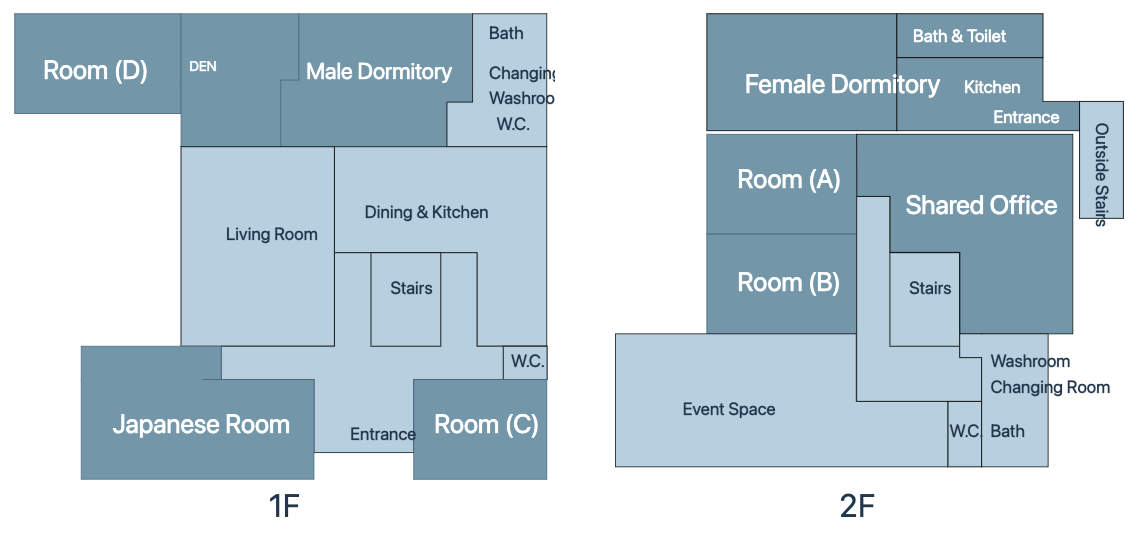 Room (D)
DEN
Male Dormitory
Bath
Changing
Washroo
W.C.
Living Room
Dining & Kitchen
Stairs
W.C.
Japanese Room
Entrance
Room (C)
1F
Female Dormitory
Bath & Toilet
Kitchen
Entrance
Outside Stairs
Room (A)
Shared Office
Room (B)
Stairs
Event Space
Washroom
Changing Room
W.C.
Bath
2F